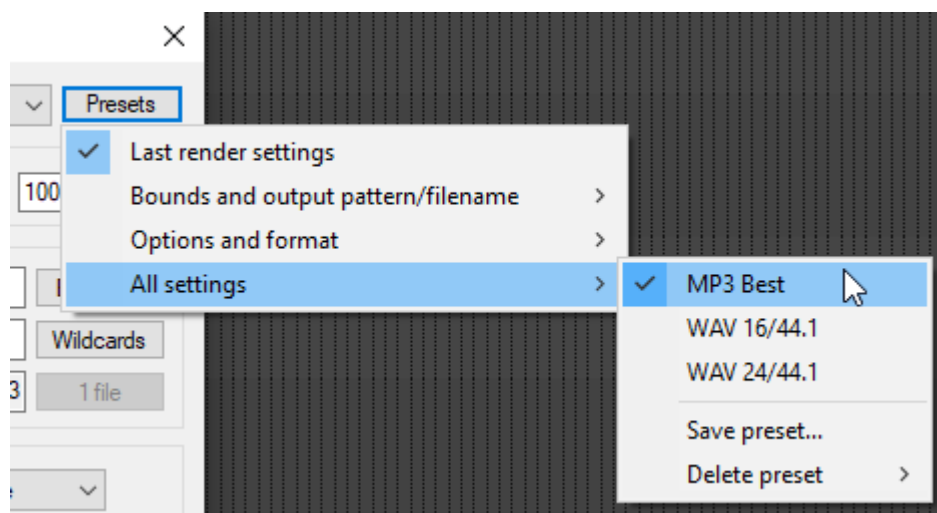 Presets
Last render settings
100
Bounds and output pattern/filename
Options and format
All settings
MP3 Best
WAV 16/44.1
Wildcards
WAV 24/44.1
3
1 file
Save preset...
Delete preset